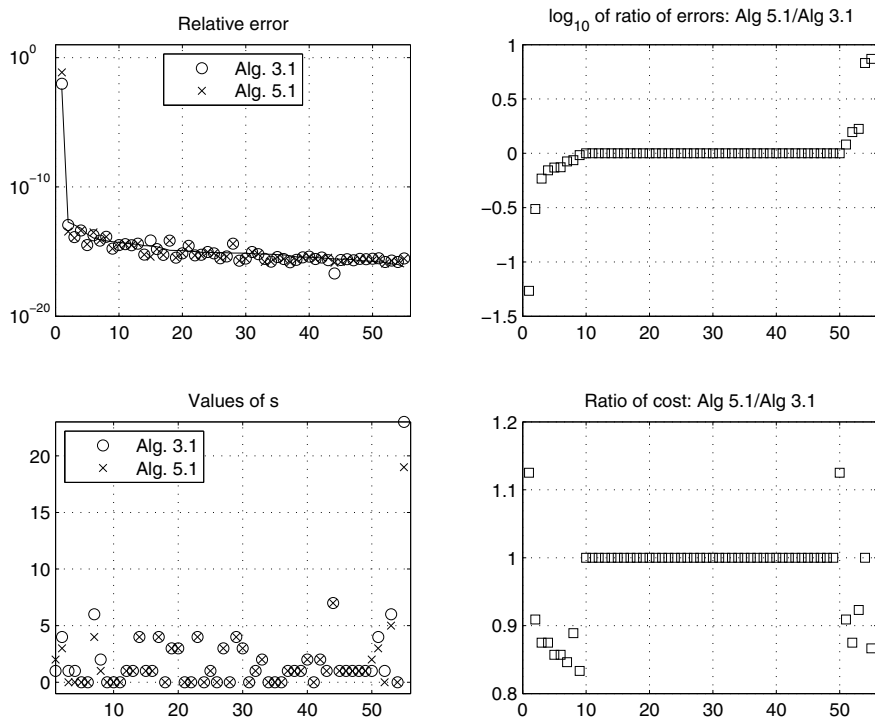 Relative error
10^0
10^-10
10^-20
Alg. 3.1
Alg. 5.1
0 10 20 30 40 50
log10 of ratio of errors: Alg 5.1/Alg 3.1
1
0.5
0
−0.5
−1
−1.5
0 10 20 30 40 50
Values of s
20
15
10
5
0
Alg. 3.1
Alg. 5.1
0 10 20 30 40 50
Ratio of cost: Alg 5.1/Alg 3.1
1.2
1.1
1
0.9
0.8
0 10 20 30 40 50